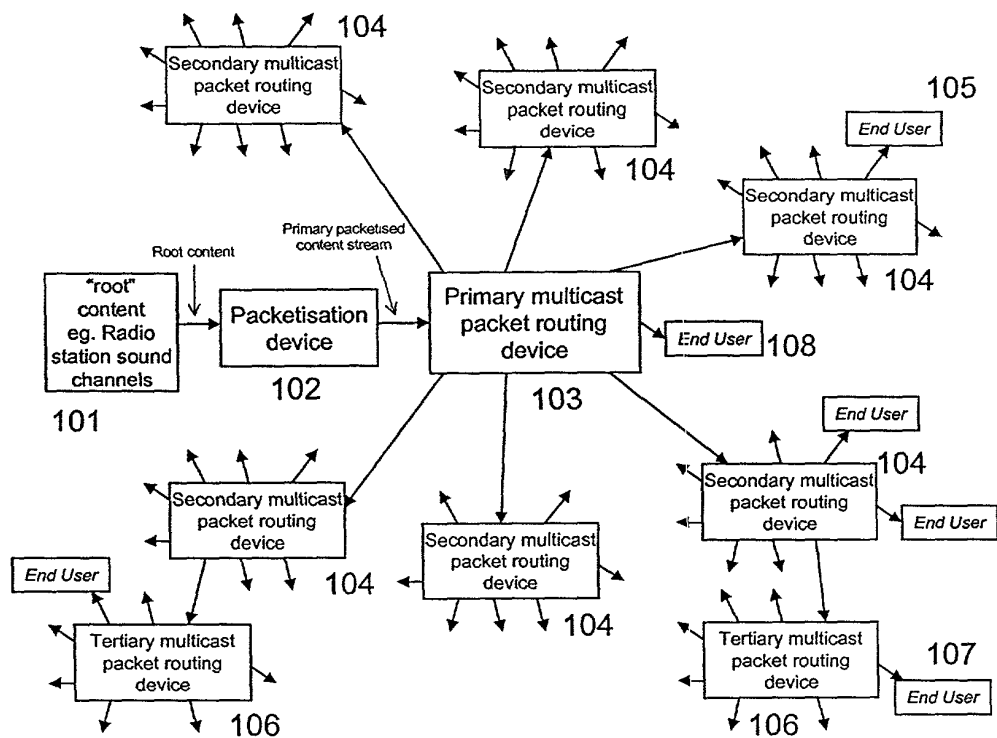 104
Secondary multicast
packet routing
device
Secondary multicast
packet routing
device
104
105
End User
Secondary multicast
packet routing
device
104
Root content
Primary packetised
content stream
"root"
content
eg. Radio
station sound
channels
101
Packetisation
device
102
Primary multicast
packet routing
device
103
End User
108
Secondary multicast
packet routing
device
104
Secondary multicast
packet routing
device
104
End User
104
Secondary multicast
packet routing
device
End User
End User
Tertiary multicast
packet routing
device
106
Tertiary multicast
packet routing
device
106
107
End User